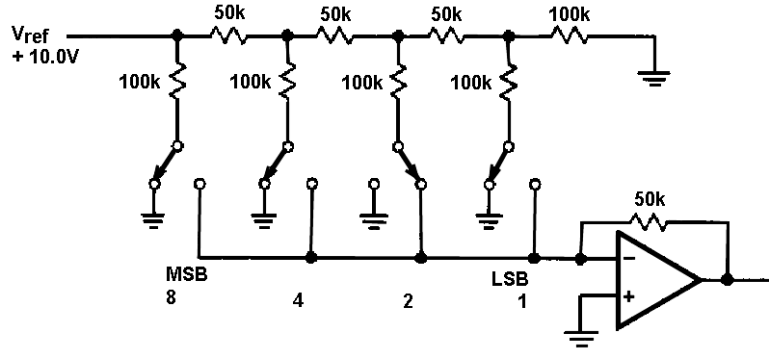 50k 50k 50k 100k
Vref
+ 10.0V
100k 100k 100k 100k
50k
MSB LSB
8 4 2 1
−
+